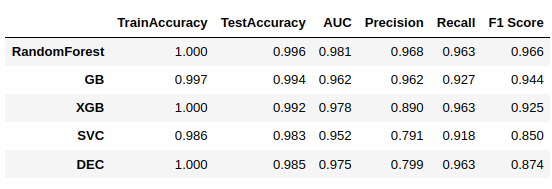 TrainAccuracy TestAccuracy AUC Precision Recall F1 Score
RandomForest 1.000 0.996 0.981 0.968 0.963 0.966
GB 0.997 0.994 0.962 0.962 0.927 0.944
XGB 1.000 0.992 0.978 0.890 0.963 0.925
SVC 0.986 0.983 0.952 0.791 0.918 0.850
DEC 1.000 0.985 0.975 0.799 0.963 0.874